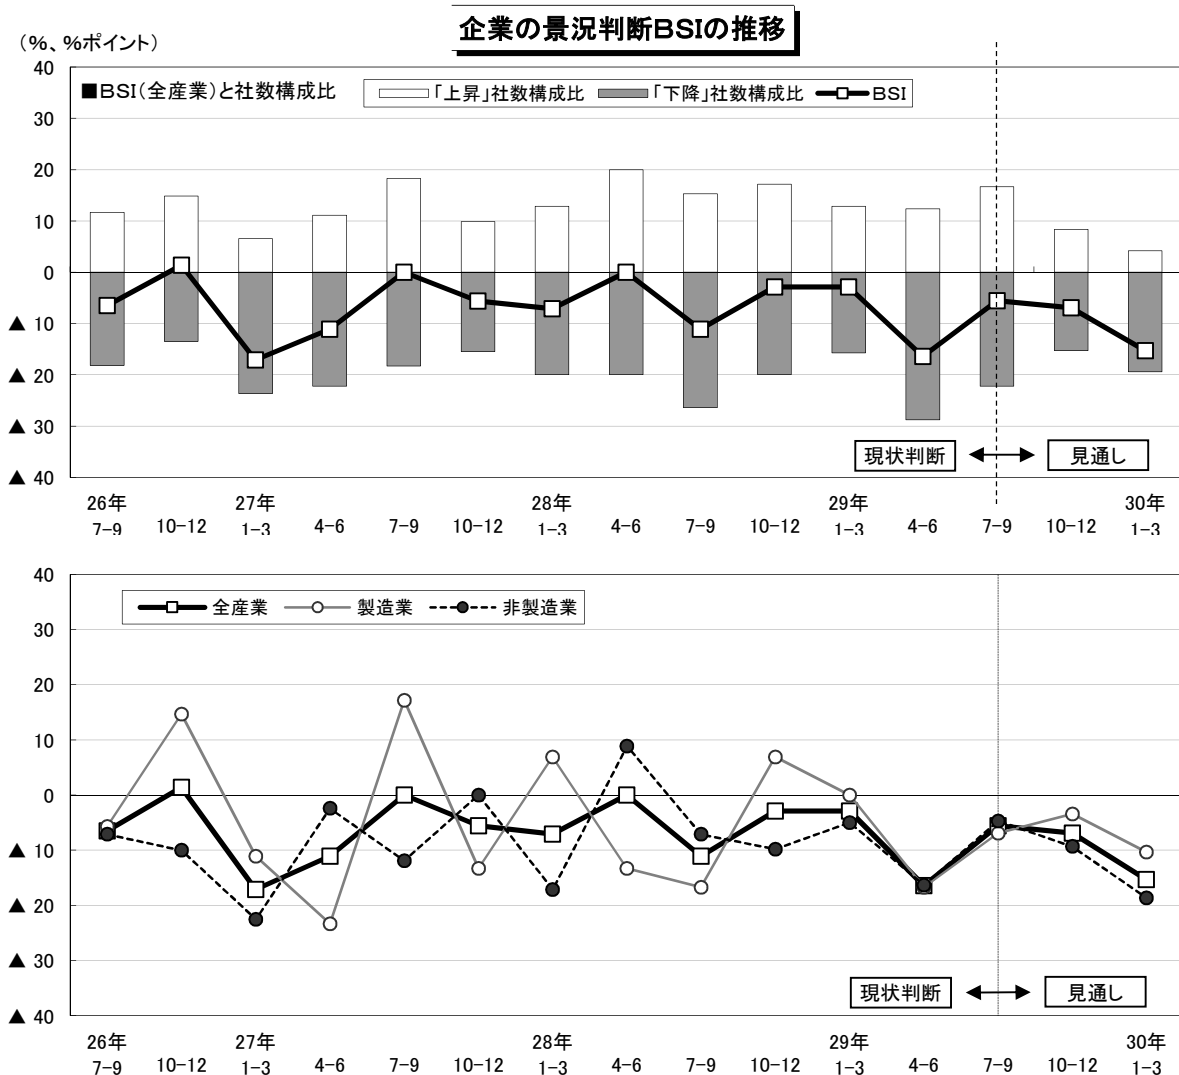 企業の景況判断BSIの推移
（%、%ポイント）
■BSI（全産業）と社数構成比
「上昇」社数構成比 「下降」社数構成比 BSI
40
30
20
10
0
▲ 10
▲ 20
▲ 30
▲ 40
現状判断 見通し
26年 27年 28年 29年 30年
7−9 10−12 1−3 4−6 7−9 10−12 1−3 4−6 7−9 10−12 1−3 4−6 7−9 10−12 1−3
全産業 製造業 非製造業
40
30
20
10
0
▲ 10
▲ 20
▲ 30
▲ 40
現状判断 見通し
26年 27年 28年 29年 30年
7−9 10−12 1−3 4−6 7−9 10−12 1−3 4−6 7−9 10−12 1−3 4−6 7−9 10−12 1−3